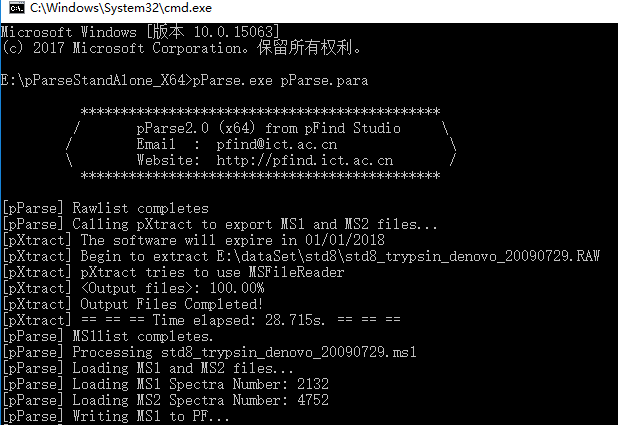 C:\Windows\System32\cmd.exe
Microsoft Windows [版本 10.0.15063]
(c) 2017 Microsoft Corporation。保留所有权利。
E:\pParseStandAlone_X64>pParse.exe pParse.para
*********************************************
/ pParse2.0 (x64) from pFind Studio \
/ Email : pfind@ict.ac.cn \
\ Website: http://pfind.ict.ac.cn /
*********************************************
[pParse] Rawlist completes
[pParse] Calling pXtract to export MS1 and MS2 files...
[pXtract] The software will expire in 01/01/2018
[pXtract] Begin to extract E:\dataSet\std8\std8_trypsin_denovo_20090729.RAW
[pXtract] pXtract tries to use MSFileReader
[pXtract] <Output files>: 100.00%
[pXtract] Output Files Completed!
[pXtract] == == == Time elapsed: 28.715s. == == ==
[pParse] MS1list completes.
[pParse] Processing std8_trypsin_denovo_20090729.ms1
[pParse] Loading MS1 and MS2 files...
[pParse] Loading MS1 Spectra Number: 2132
[pParse] Loading MS2 Spectra Number: 4752
[pParse] Writing MS1 to PF...